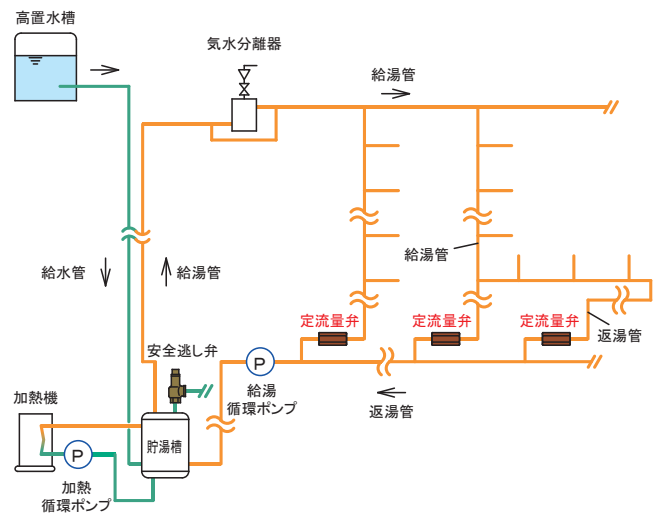 高置水槽
気水分離器
給湯管
給湯管
給水管
給湯管
定流量弁
定流量弁
定流量弁
返湯管
安全逃し弁
P
給湯
循環ポンプ
返湯管
加熱機
貯湯槽
P
加熱
循環ポンプ